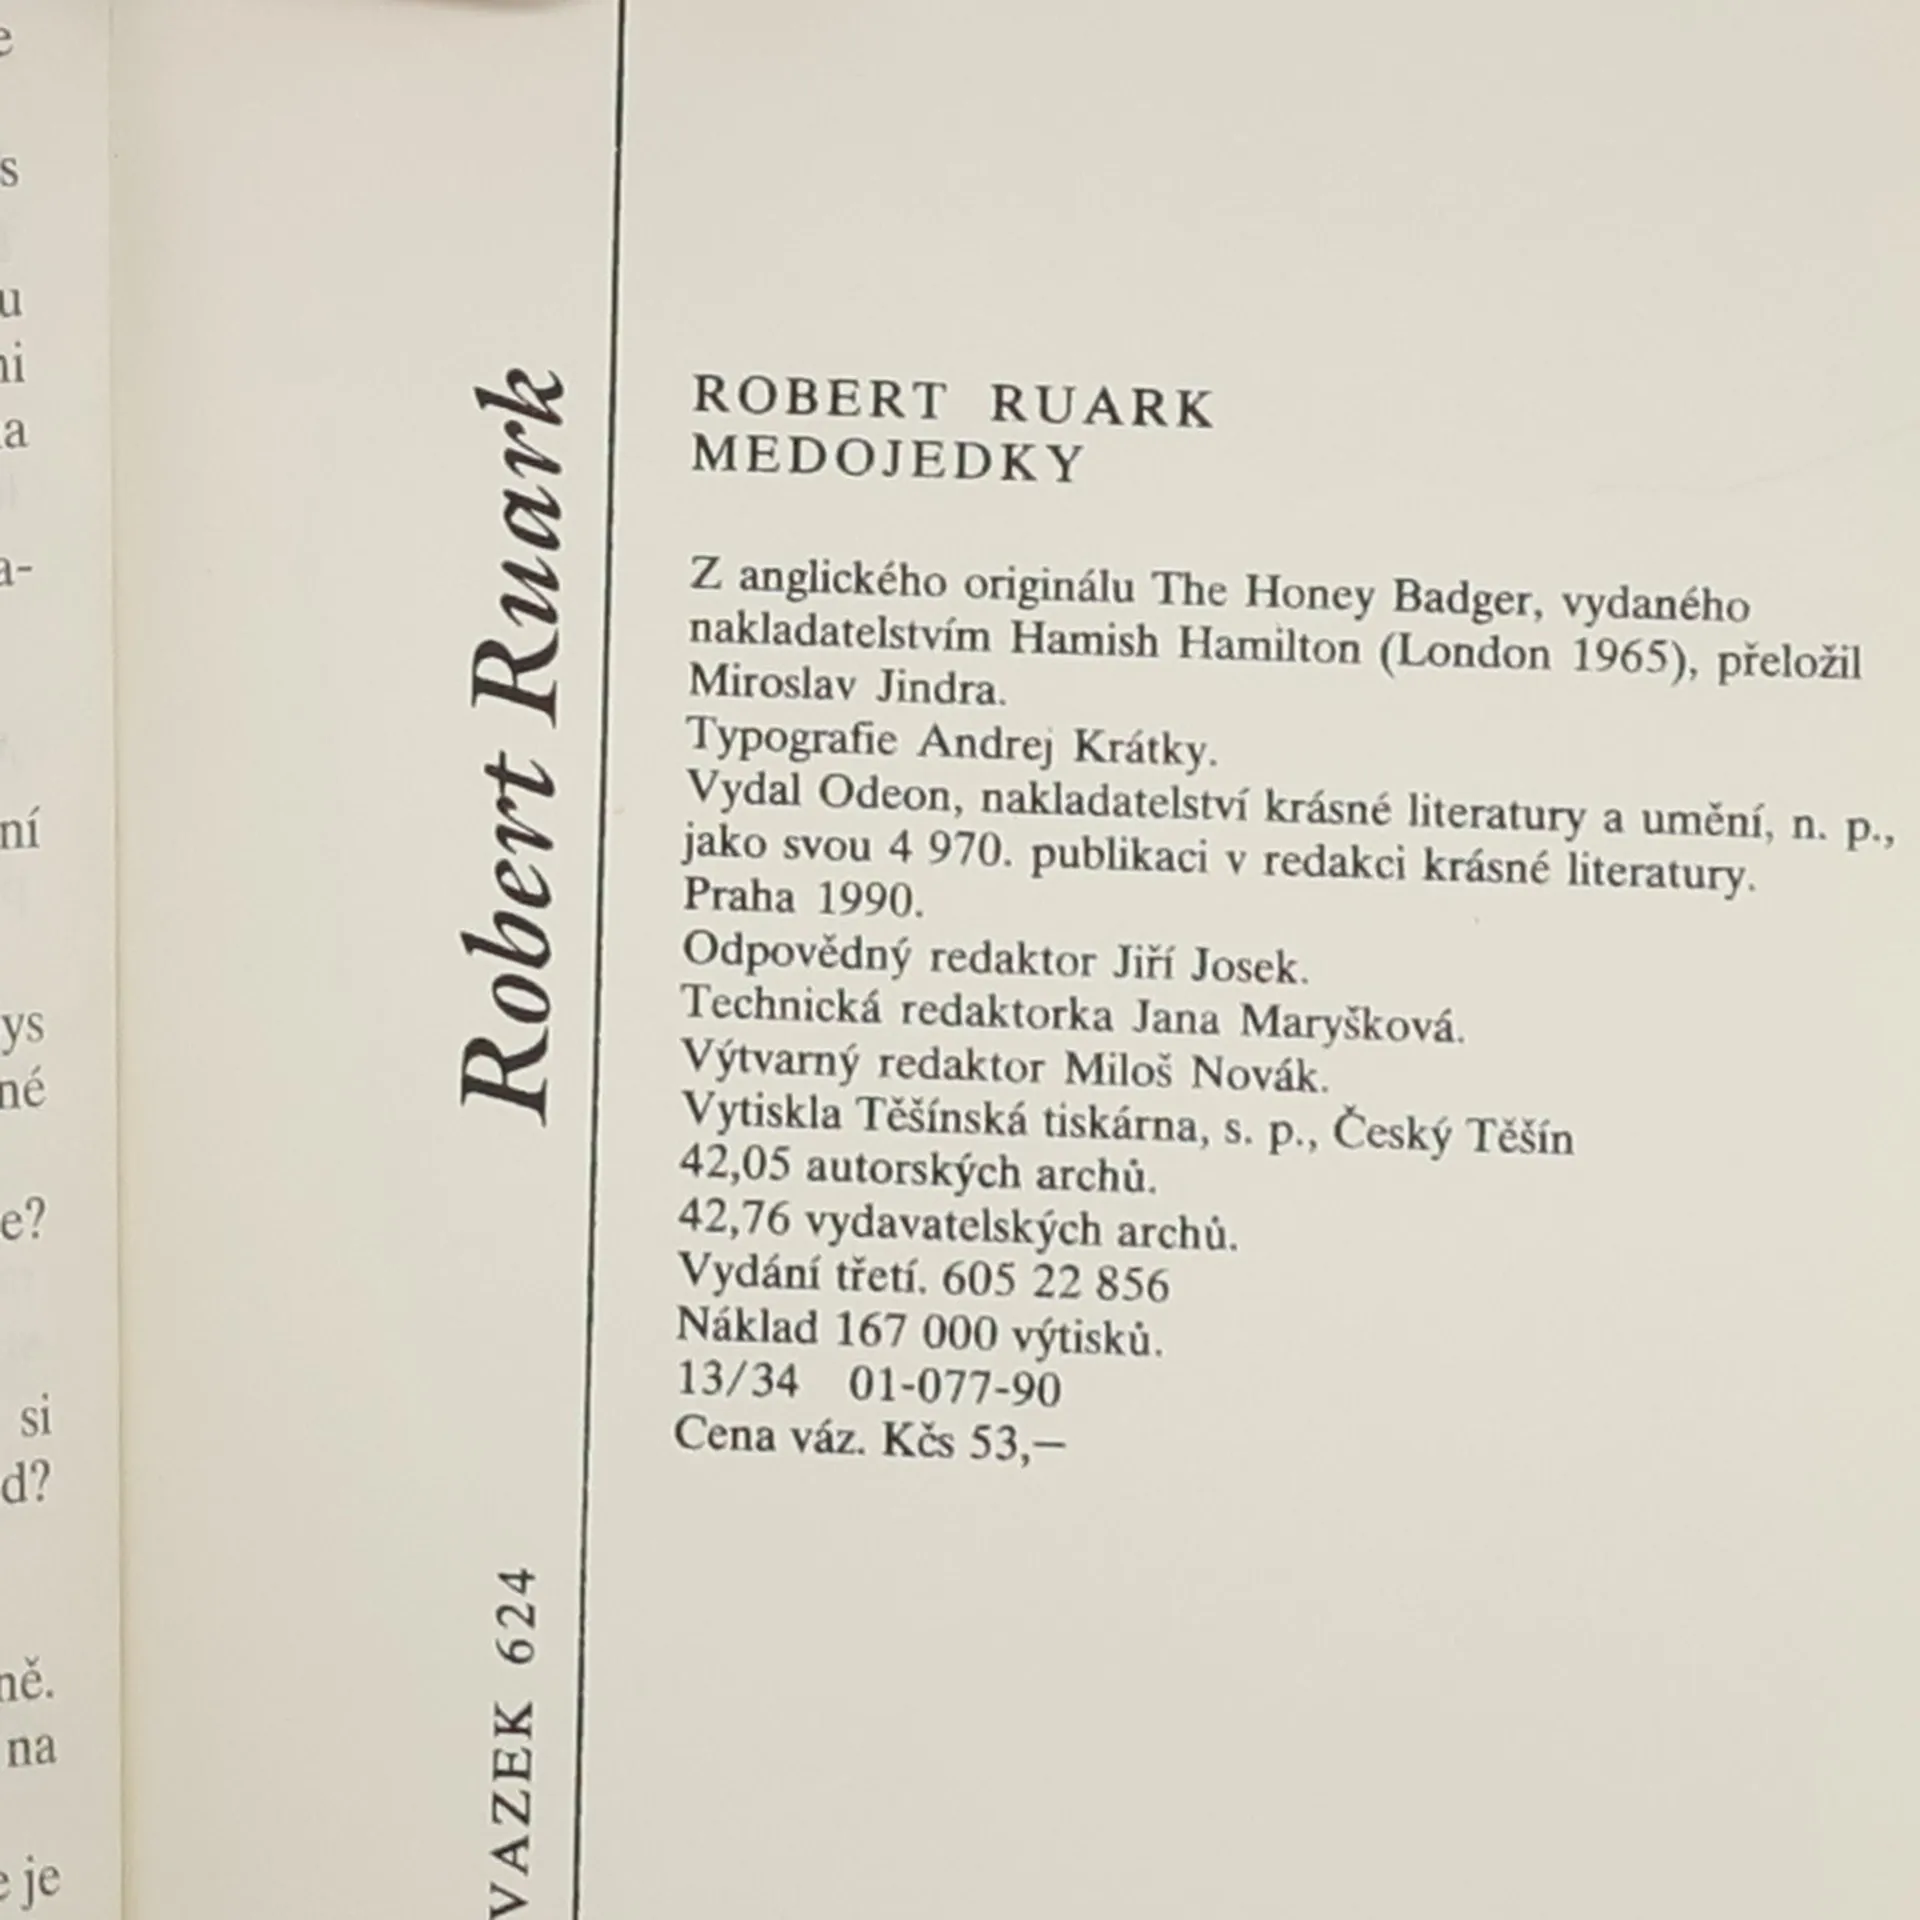 ROBERT RUARK
MEDOJEDKY
Z anglického originálu The Honey Badger, vydaného
nakladatelstvím Hamish Hamilton (London 1965), přeložil
Miroslav Jindra.
Typografie Andrej Krátky.
Vydal Odeon, nakladatelství krásné literatury a umění, n. p.,
jako svou 4 970. publikaci v redakci krásné literatury.
Praha 1990.
Odpovědný redaktor Jiří Josek.
Technická redaktorka Jana Maryšková.
Výtvarný redaktor Miloš Novák.
Vytiskla Těšínská tiskárna, s. p., Český Těšín
42,05 autorských archů.
42,76 vydavatelských archů.
Vydání třetí. 605 22 856
Náklad 167 000 výtisků.
13/34 01-077-90
Cena váz. Kčs 53,—
Robert Ruark
VAZEK 624
si
na
je